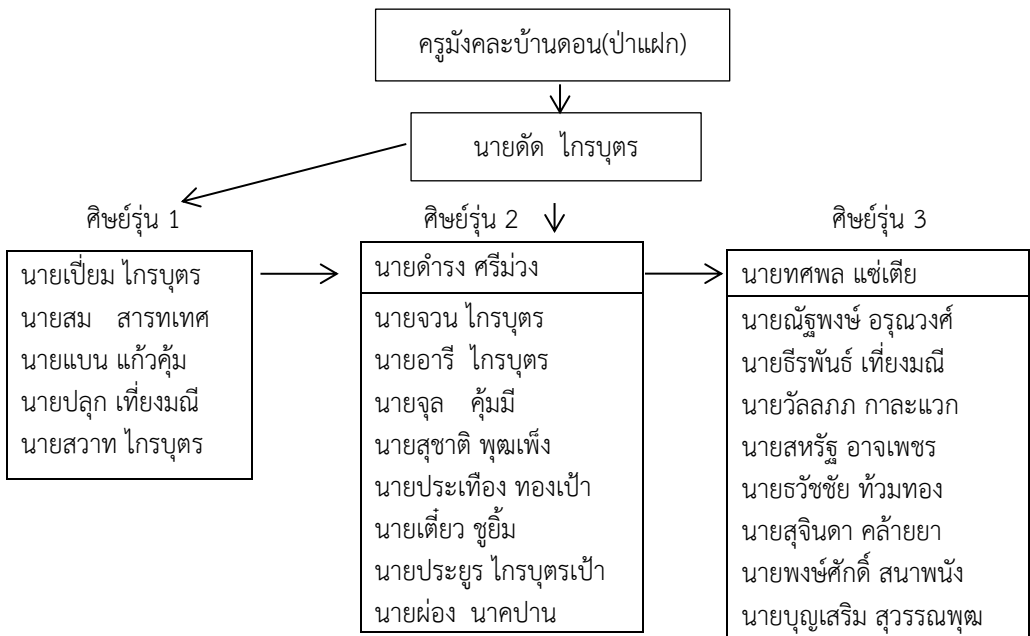 ครูมังคละบ้านดอน(ป่าแฝก)
นายดัด ไกรบุตร
ศิษย์รุ่น 1
นายเปี่ยม ไกรบุตร
นายสม สารทเทศ
นายแบน แก้วคุ้ม
นายปลุก เที่ยงมณี
นายสวาท ไกรบุตร
ศิษย์รุ่น 2
นายดำรง ศรีม่วง
นายจวน ไกรบุตร
นายอารี ไกรบุตร
นายจุล คุ้มมี
นายสุชาติ พุฒเพ็ง
นายประเทือง ทองเป้า
นายเตี๋ยว ชูยิ้ม
นายประยูร ไกรบุตรเป้า
นายผ่อง นาคปาน
ศิษย์รุ่น 3
นายทศพล แซ่เตีย
นายณัฐพงษ์ อรุณวงศ์
นายธีรพันธ์ เที่ยงมณี
นายวัลลภภ กาละแวก
นายสหรัฐ อาจเพชร
นายธวัชชัย ท้วมทอง
นายสุจินดา คล้ายยา
นายพงษ์ศักดิ์ สนาพนัง
นายบุญเสริม สุวรรณพุฒ